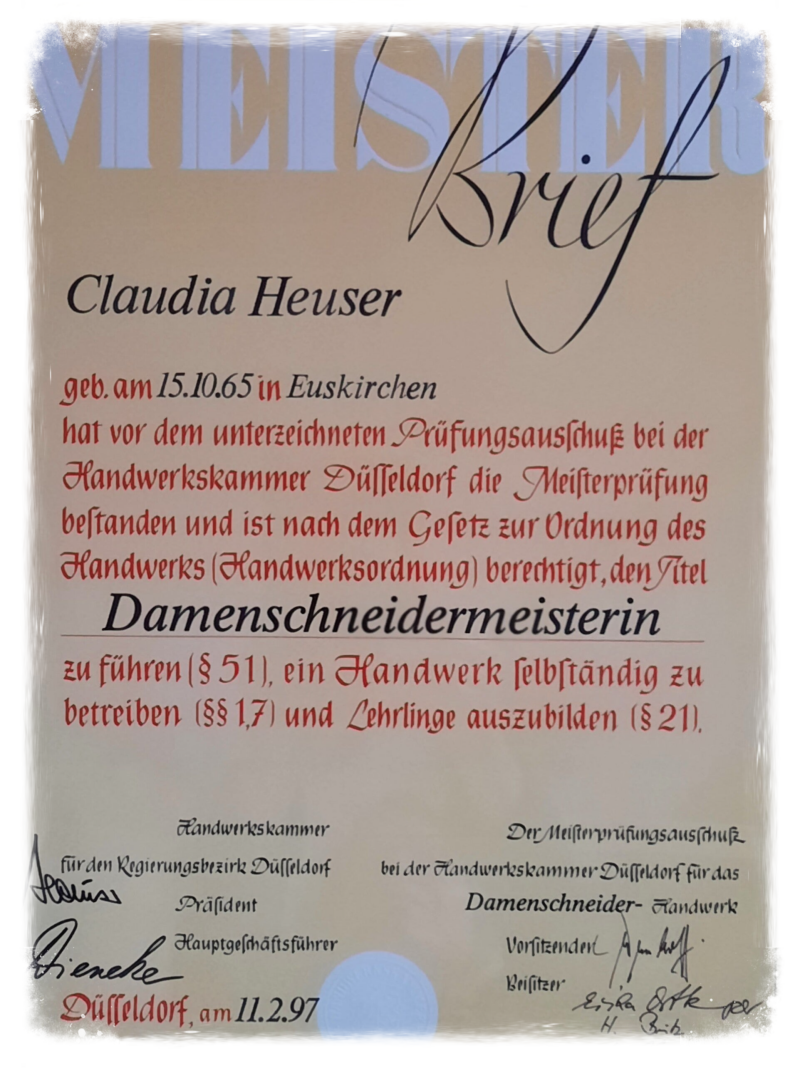 MEISTER
Brief
Claudia Heuser
geb. am 15.10.65 in Euskirchen
hat vor dem unterzeichneten Prüfungsausſchuß bei der
Handwerkskammer Düſſeldorf die Meiſterprüfung
beſtanden und ist nach dem Geſetz zur Ordnung des
Handwerks (Handwerksordnung) berechtigt, den Titel
Damenschneidermeisterin
zu führen (§ 51), ein Handwerk ſelbſtändig zu
betreiben (§§ 1,7) und Lehrlinge auszubilden (§ 21).
Handwerkskammer
für den Regierungsbezirk Düſſeldorf
Präſident
Hauptgeſchäftsführer
Düſſeldorf, am 11.2.97
Der Meiſterprüfungsausſchuß
bei der Handwerkskammer Düſſeldorf für das
Damenschneider- Handwerk
Vorſitzender
Beiſitzer